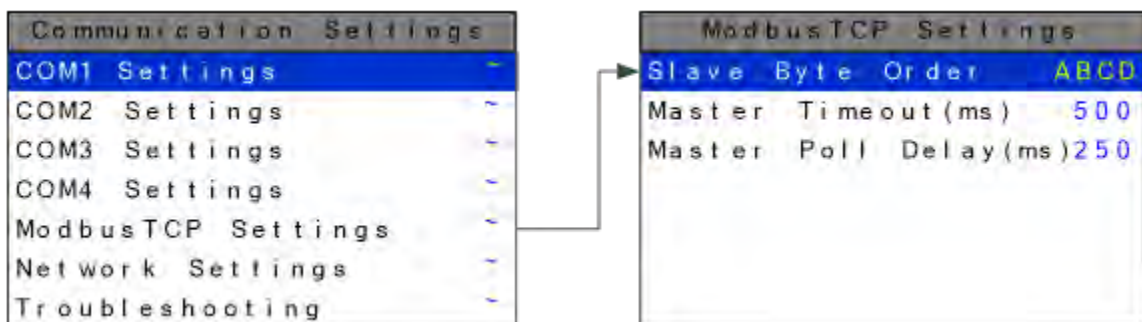 Communication Settings
COM1 Settings ~
COM2 Settings ~
COM3 Settings ~
COM4 Settings ~
ModbusTCP Settings ~
Network Settings ~
Troubleshooting ~
ModbusTCP Settings
Slave Byte Order ABCD
Master Timeout(ms) 500
Master Poll Delay(ms)250